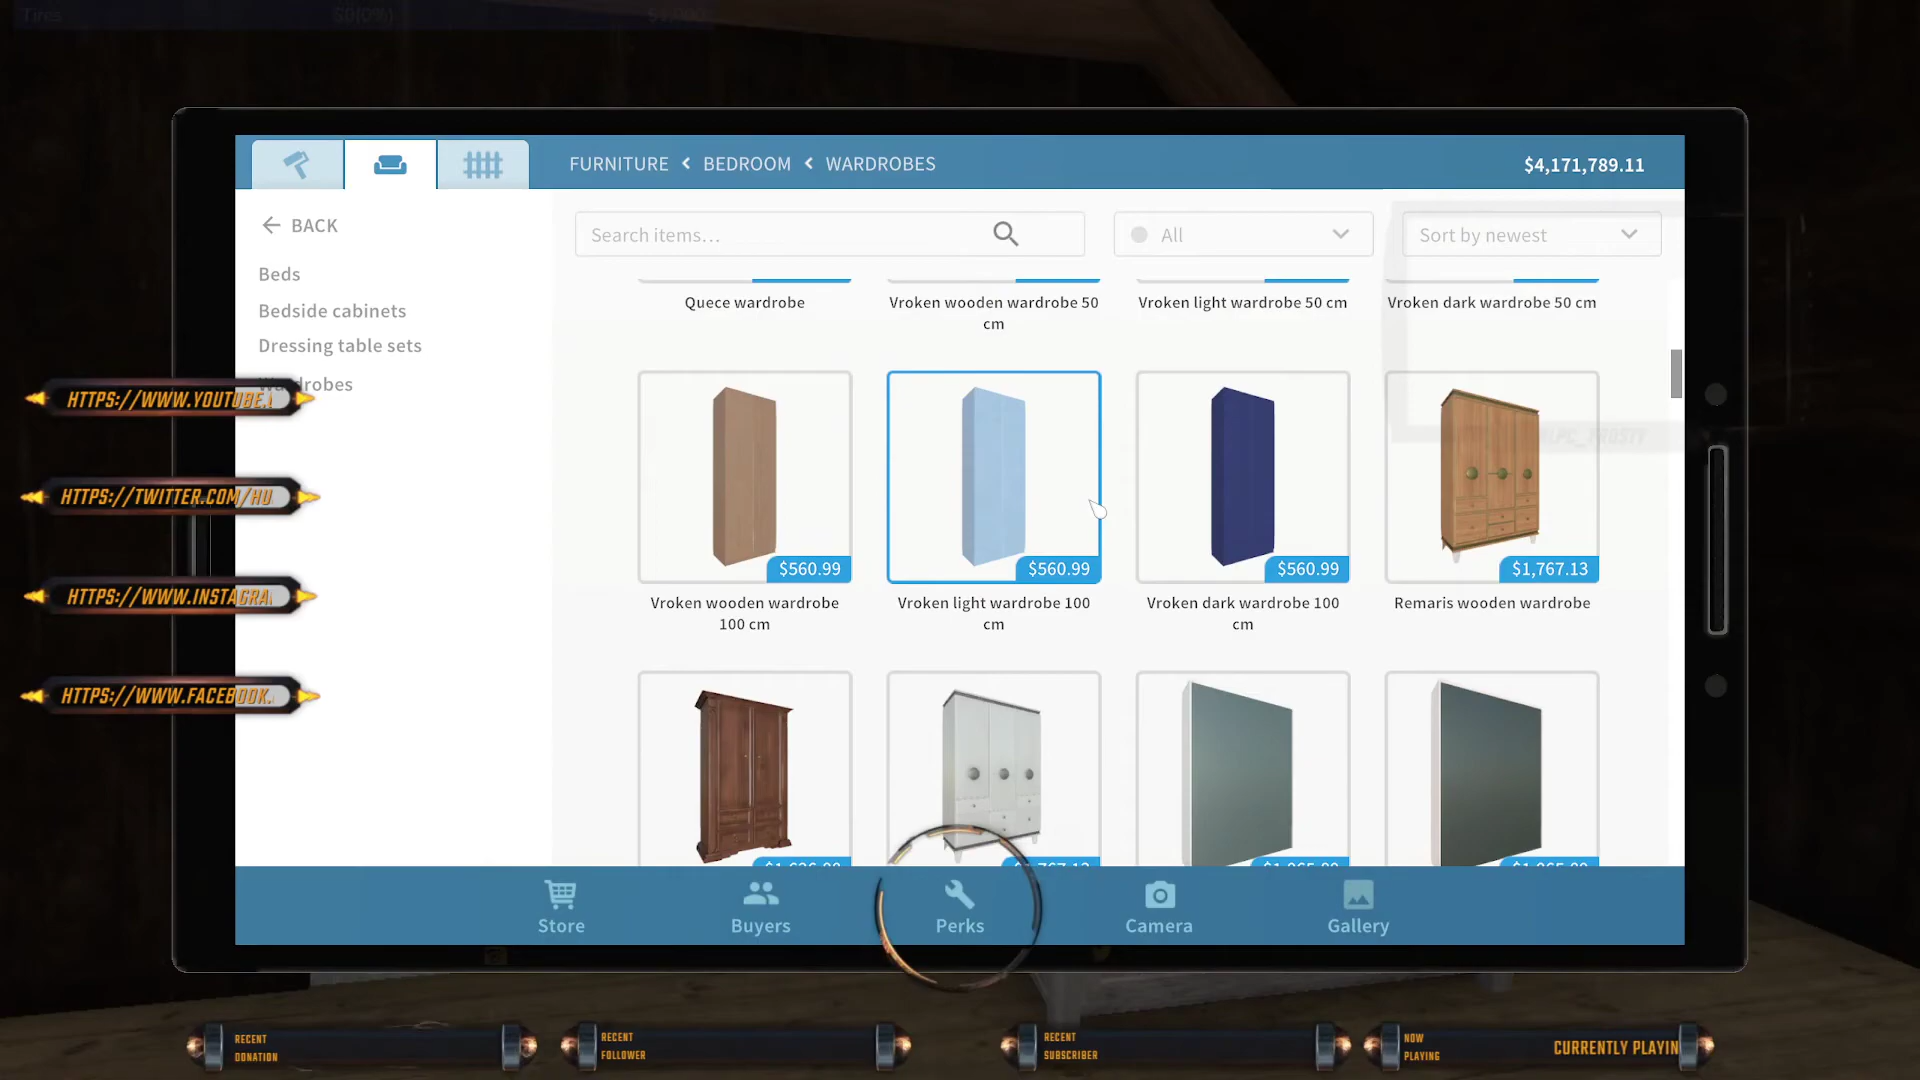 Tires $0(0%)
FURNITURE < BEDROOM < WARDROBES $4,171,789.11
BACK
Search items...
All
Sort by newest
Beds
Bedside cabinets
Dressing table sets
Wardrobes
Quece wardrobe
Vroken wooden wardrobe 50
cm
Vroken light wardrobe 50 cm
Vroken dark wardrobe 50 cm
HTTPS://WWW.YOUTUBE.
HTTPS://TWITTER.COM/HU
HTTPS://WWW.INSTAGRA
HTTPS://WWW.FACEBOOK.
$560.99
$560.99
$560.99
$1,767.13
Vroken wooden wardrobe
100 cm
Vroken light wardrobe 100
cm
Vroken dark wardrobe 100
cm
Remaris wooden wardrobe
Store
Buyers
Perks
Camera
Gallery
RECENT
DONATION
RECENT
FOLLOWER
RECENT
SUBSCRIBER
NOW
PLAYING
CURRENTLY PLAYIN